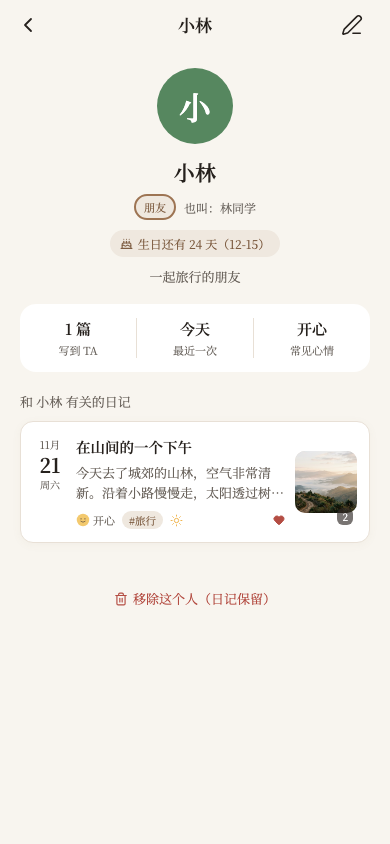 小林
小
小林
朋友 也叫：林同学
生日还有 24 天（12-15）
一起旅行的朋友
1 篇 今天 开心
写到 TA 最近一次 常见心情
和 小林 有关的日记
11月
21
周六
在山间的一个下午
今天去了城郊的山林，空气非常清
新。沿着小路慢慢走，太阳透过树…
开心 #旅行
2
移除这个人（日记保留）